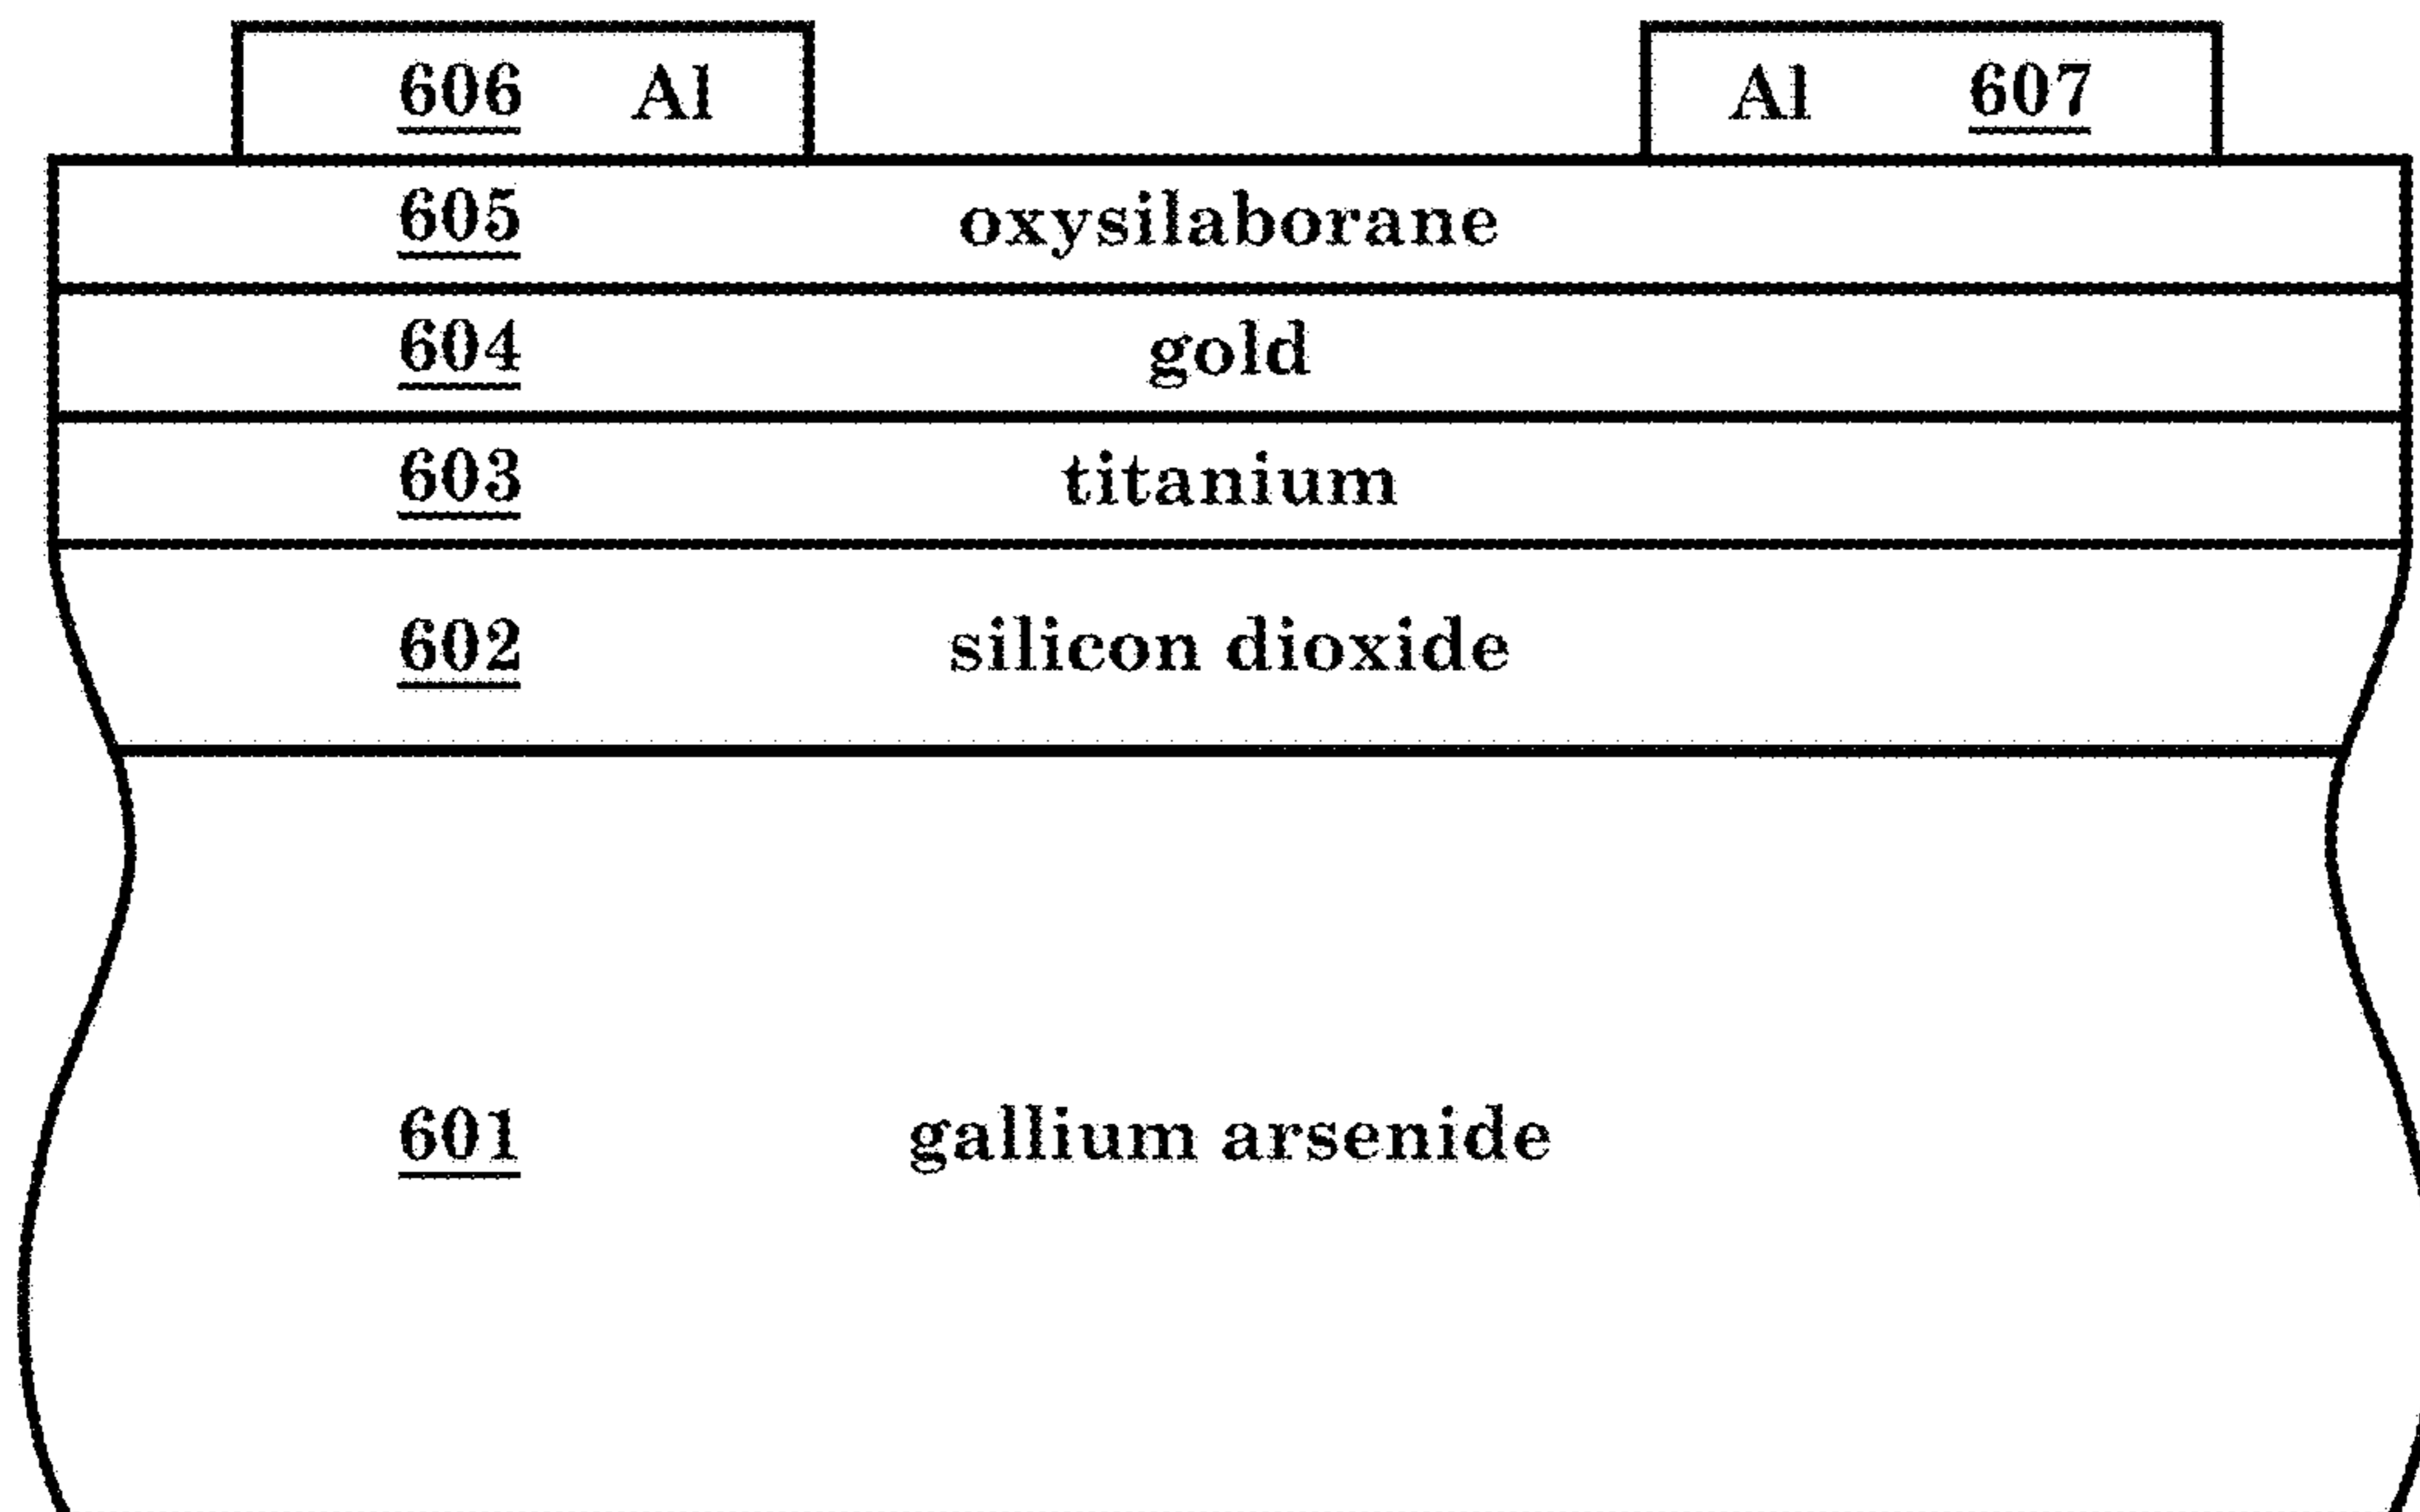 606 Al Al 607
605 oxysilaborane
604 gold
603 titanium
602 silicon dioxide
601 gallium arsenide